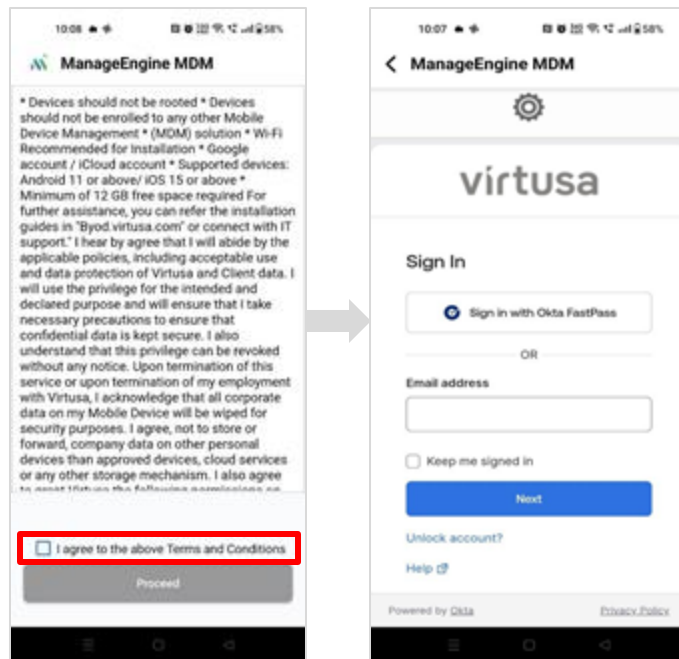 10:08
58%
ManageEngine MDM
* Devices should not be rooted * Devices
should not be enrolled to any other Mobile
Device Management * (MDM) solution * Wi-Fi
Recommended for Installation * Google
account / iCloud account * Supported devices:
Android 11 or above/ iOS 15 or above *
Minimum of 12 GB free space required For
further assistance, you can refer the installation
guides in "Byod.virtusa.com" or connect with IT
support." I hear by agree that I will abide by the
applicable policies, including acceptable use
and data protection of Virtusa and Client data. I
will use the privilege for the intended and
declared purpose and will ensure that I take
necessary precautions to ensure that
confidential data is kept secure. I also
understand that this privilege can be revoked
without any notice. Upon termination of this
service or upon termination of my employment
with Virtusa, I acknowledge that all corporate
data on my Mobile Device will be wiped for
security purposes. I agree, not to store or
forward, company data on other personal
devices than approved devices, cloud services
or any other storage mechanism. I also agree
to grant Virtusa the following permissions on
I agree to the above Terms and Conditions
Proceed
10:07
58%
ManageEngine MDM
virtusa
Sign In
Sign in with Okta FastPass
OR
Email address
Keep me signed in
Next
Unlock account?
Help
Powered by Okta
Privacy Policy